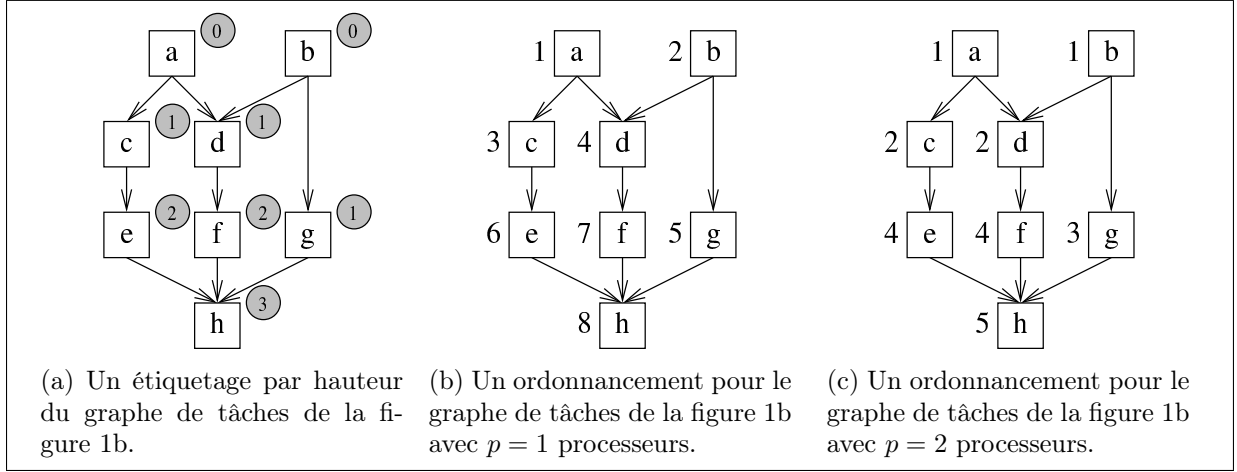 0 0
a b
1 1
c d
2 2 1
e f g
3
h
1 a 2 b
3 c 4 d
6 e 7 f 5 g
8 h
1 a 1 b
2 c 2 d
4 e 4 f 3 g
5 h
(a) Un étiquetage par hauteur
du graphe de tâches de la fi-
gure 1b.
(b) Un ordonnancement pour le
graphe de tâches de la figure 1b
avec p = 1 processeurs.
(c) Un ordonnancement pour le
graphe de tâches de la figure 1b
avec p = 2 processeurs.